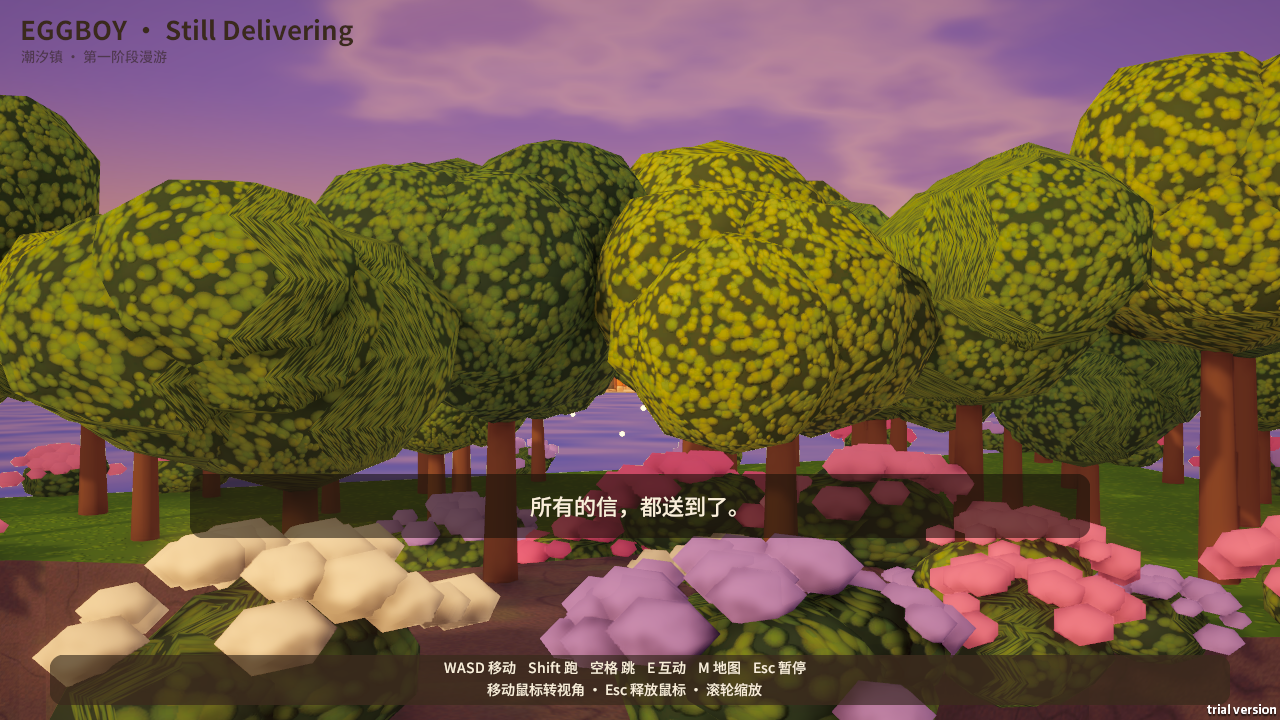 EGGBOY · Still Delivering
潮汐镇 · 第一阶段漫游
所有的信，都送到了。
WASD 移动 Shift 跑 空格 跳 E 互动 M 地图 Esc 暂停
移动鼠标转视角 · Esc 释放鼠标 · 滚轮缩放
trial version